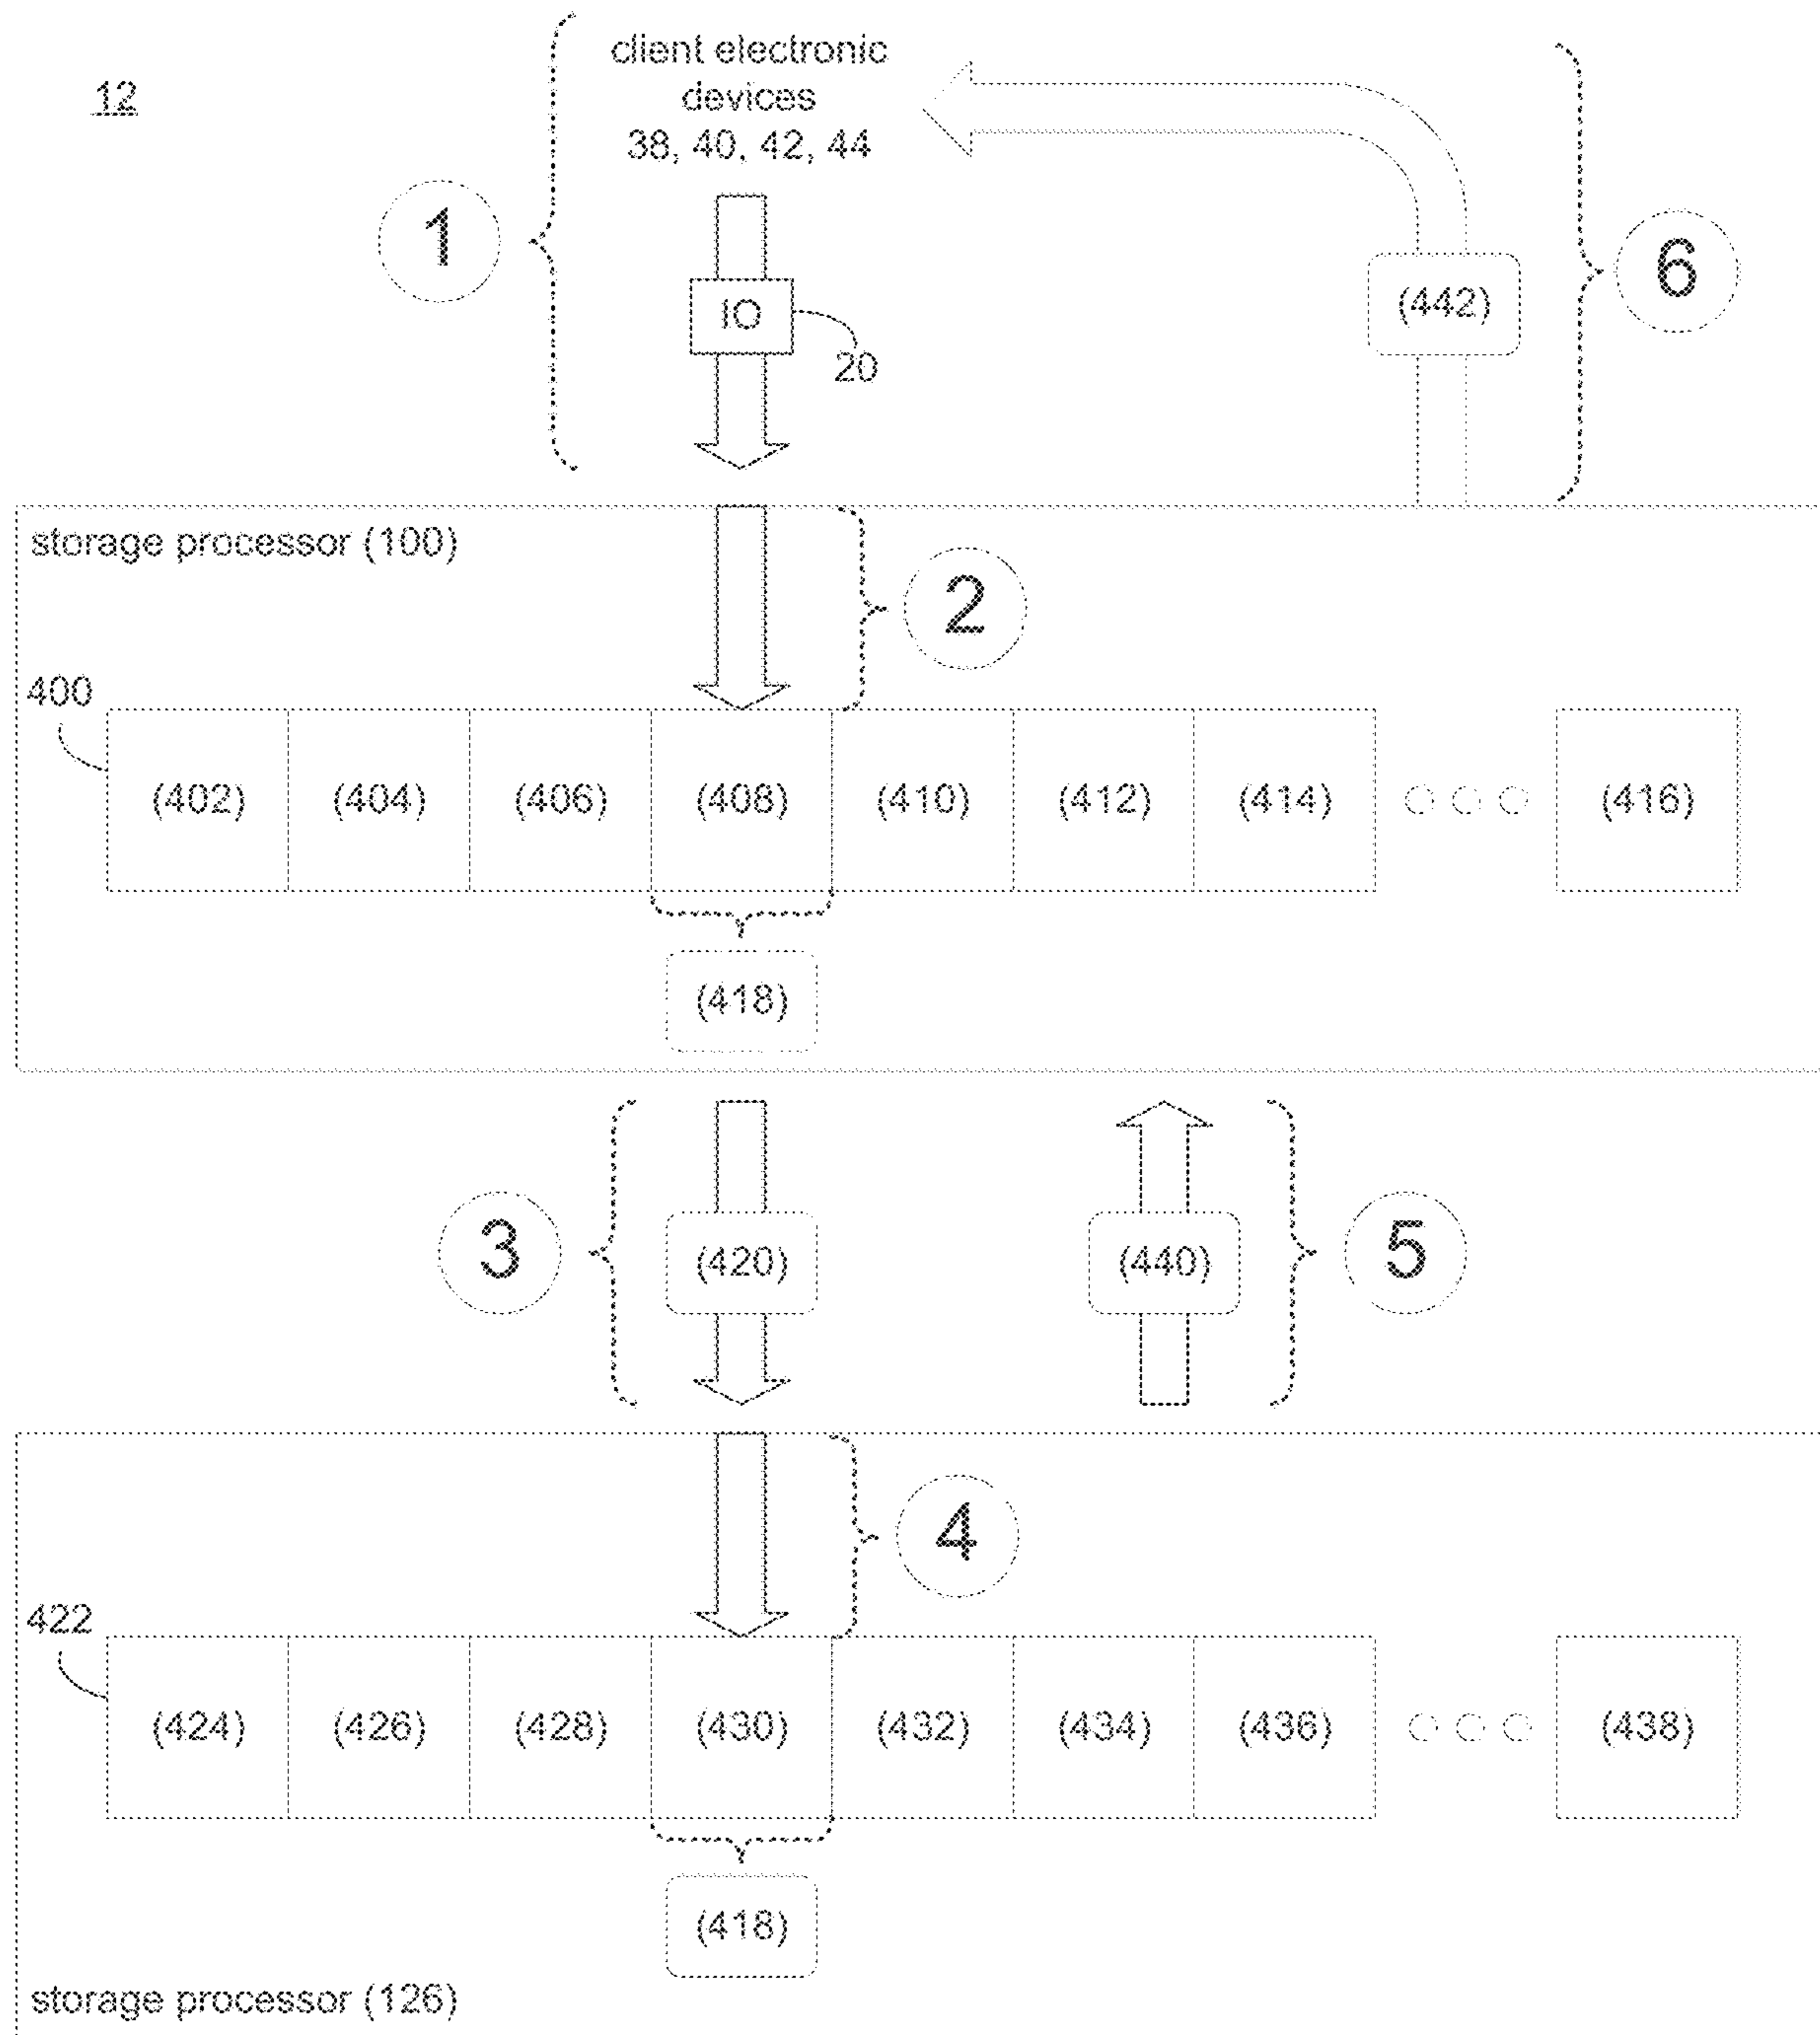 12
client electronic
devices
38, 40, 42, 44
1
IO
20
(442)
6
storage processor (100)
2
400
(402) (404) (406) (408) (410) (412) (414) (416)
(418)
3
(420)
(440)
5
4
422
(424) (426) (428) (430) (432) (434) (436) (438)
(418)
storage processor (126)